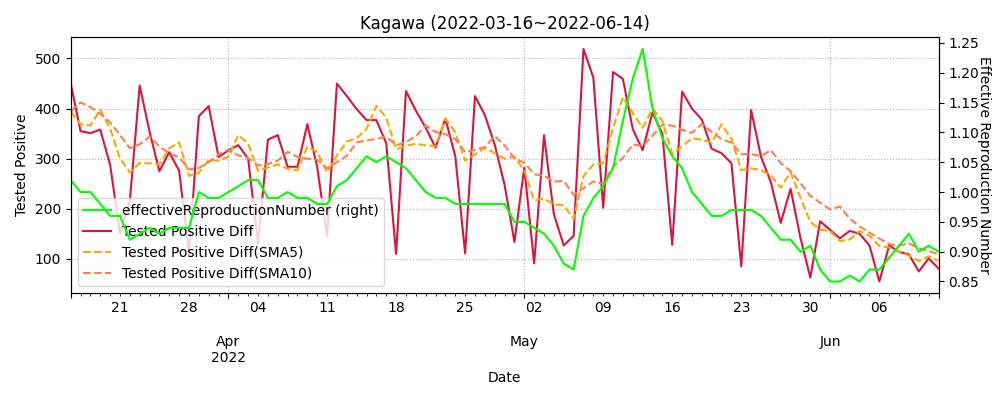 Kagawa (2022-03-16~2022-06-14)
Tested Positive
500
400
300
200
100
1.25
1.20
1.15
1.10
1.05
1.00
0.95
0.90
0.85
Effective Reproduction Number
effectiveReproductionNumber (right)
Tested Positive Diff
Tested Positive Diff(SMA5)
Tested Positive Diff(SMA10)
21 28 04 11 18 25 02 09 16 23 30 06
Apr May Jun
2022
Date